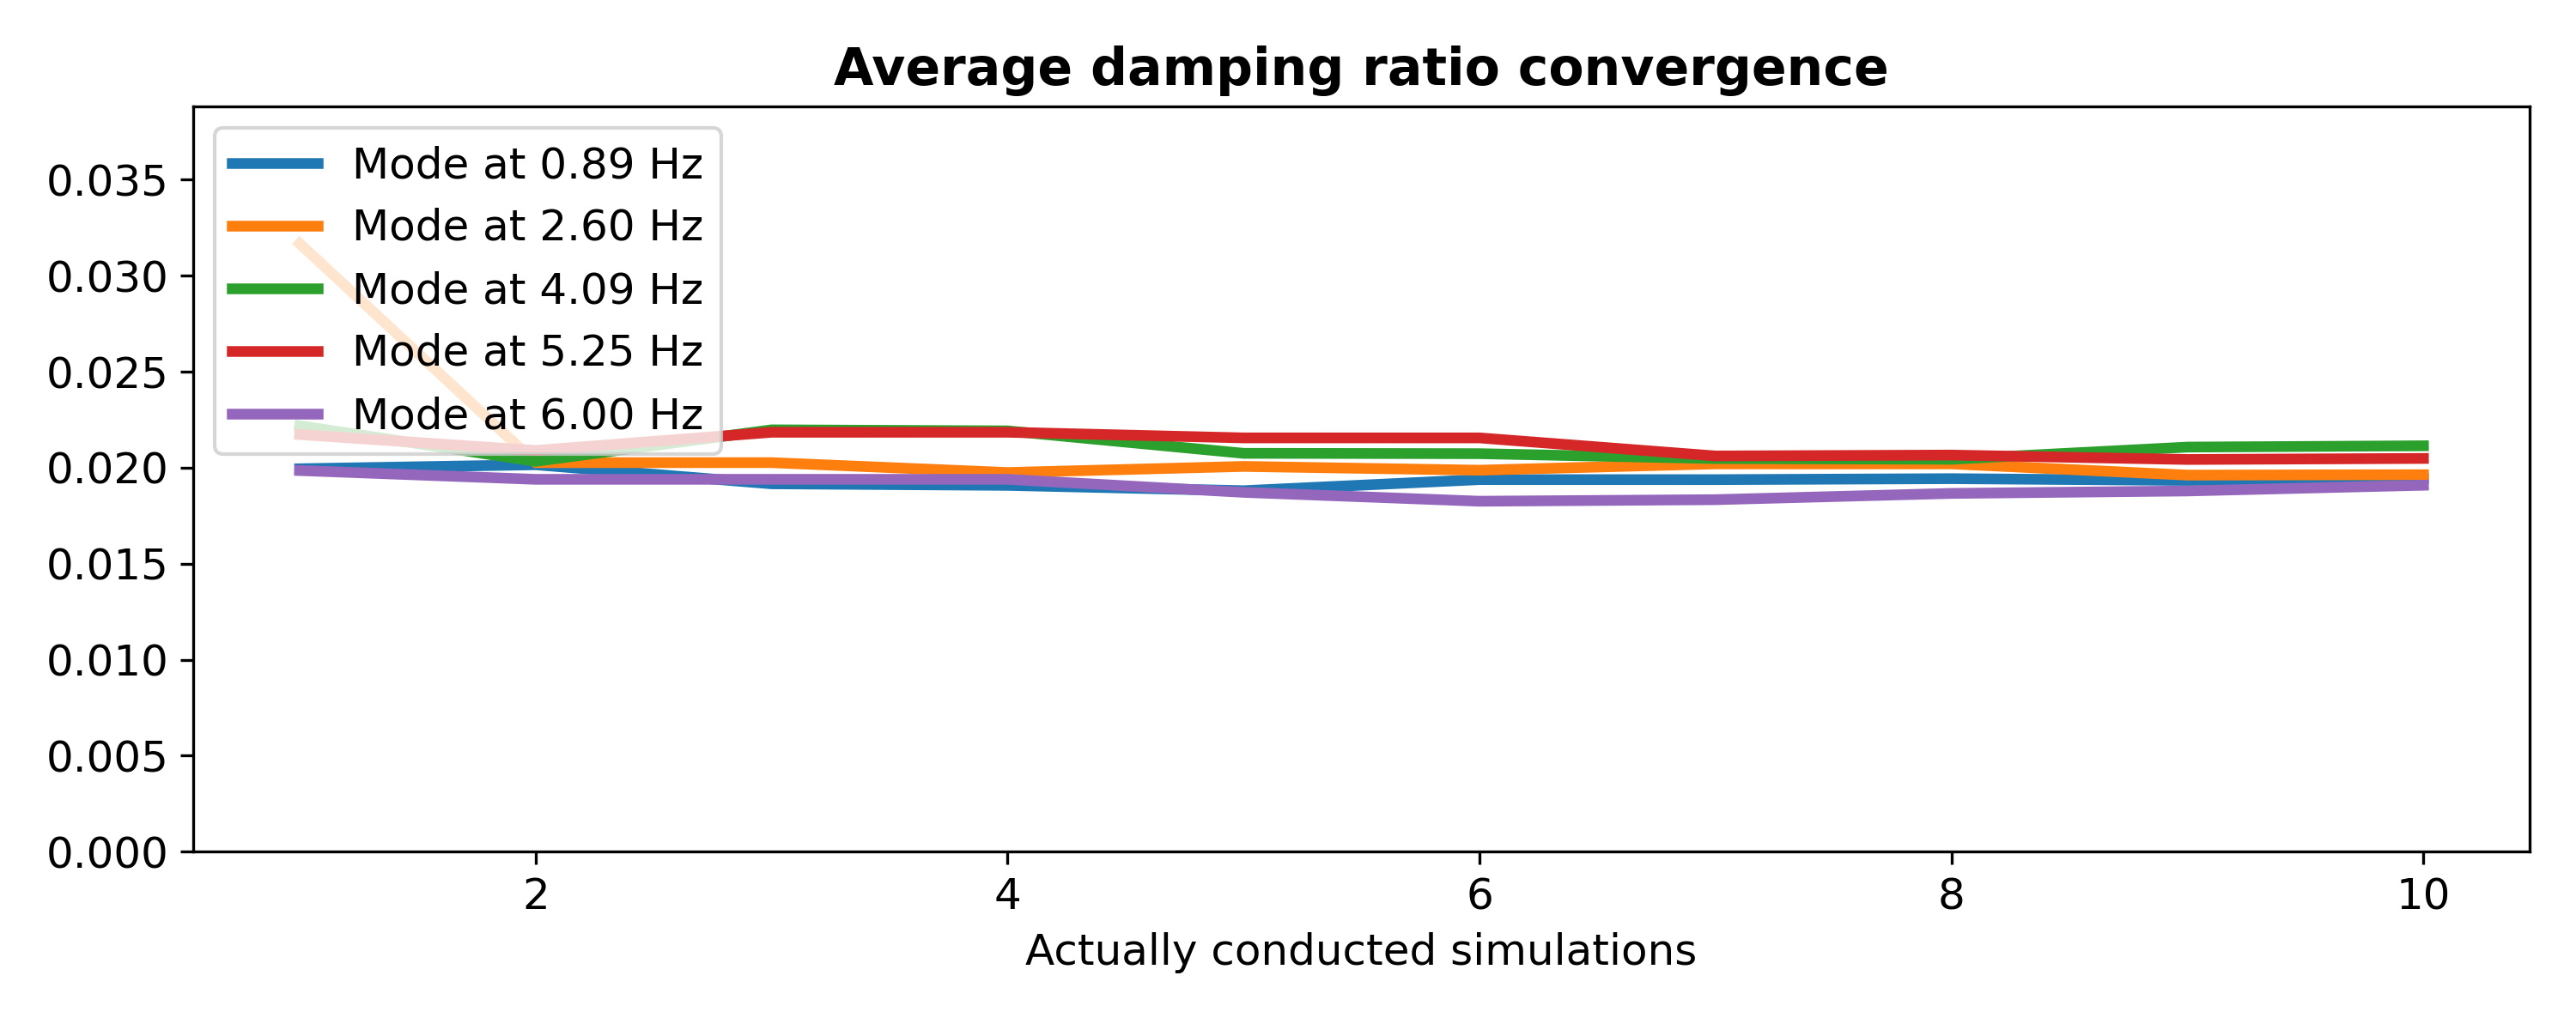 Average damping ratio convergence
Mode at 0.89 Hz
Mode at 2.60 Hz
Mode at 4.09 Hz
Mode at 5.25 Hz
Mode at 6.00 Hz
0.035
0.030
0.025
0.020
0.015
0.010
0.005
0.000
2 4 6 8 10
Actually conducted simulations